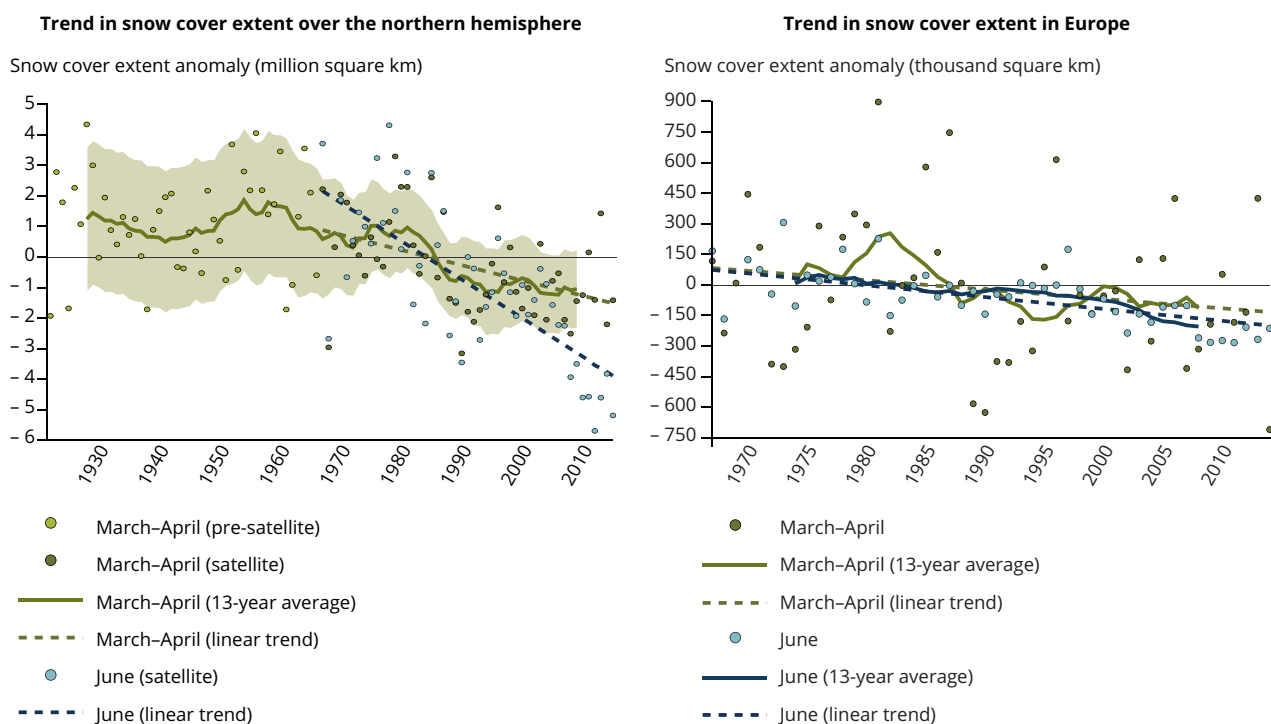 Trend in snow cover extent over the northern hemisphere
Snow cover extent anomaly (million square km)
5
4
3
2
1
0
– 1
– 2
– 3
– 4
– 5
– 6
1930
1940
1950
1960
1970
1980
1990
2000
2010
March–April (pre-satellite)
March–April (satellite)
March–April (13-year average)
March–April (linear trend)
June (satellite)
June (linear trend)
Trend in snow cover extent in Europe
Snow cover extent anomaly (thousand square km)
900
750
600
450
300
150
0
– 150
– 300
– 450
– 600
– 750
1970
1975
1980
1985
1990
1995
2000
2005
2010
March–April
March–April (13-year average)
March–April (linear trend)
June
June (13-year average)
June (linear trend)